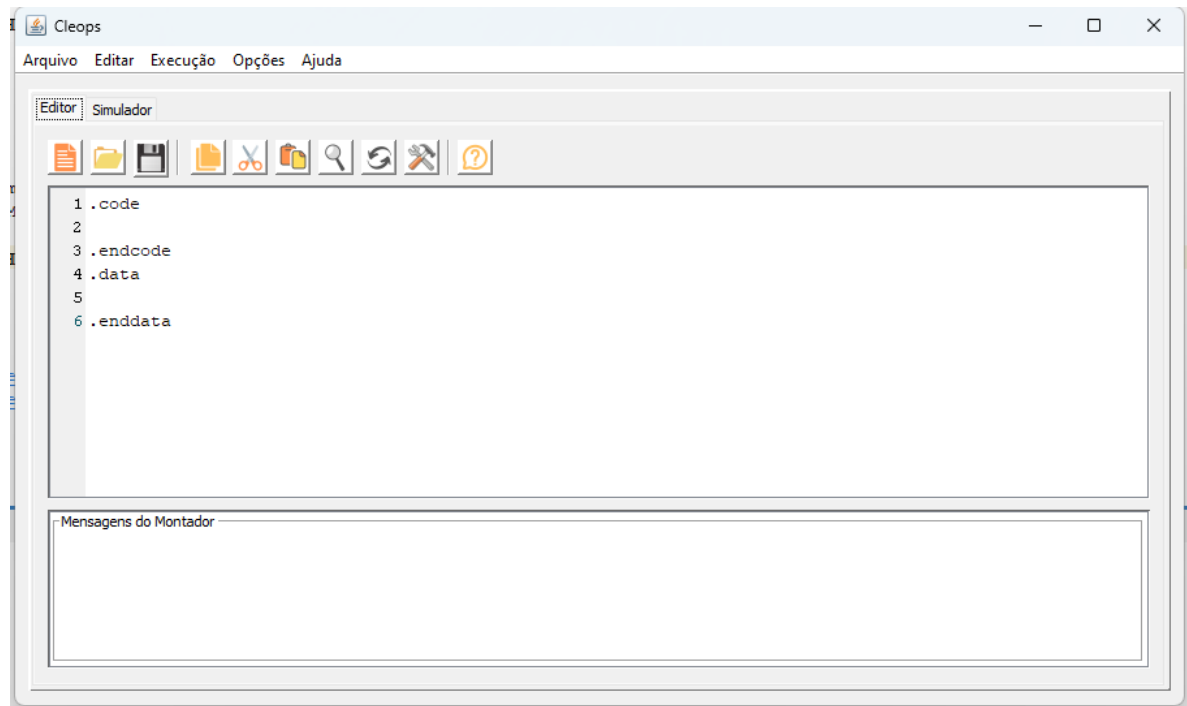 Cleops
Arquivo Editar Execução Opções Ajuda
Editor Simulador
1 .code
2
3 .endcode
4 .data
5
6 .enddata
Mensagens do Montador